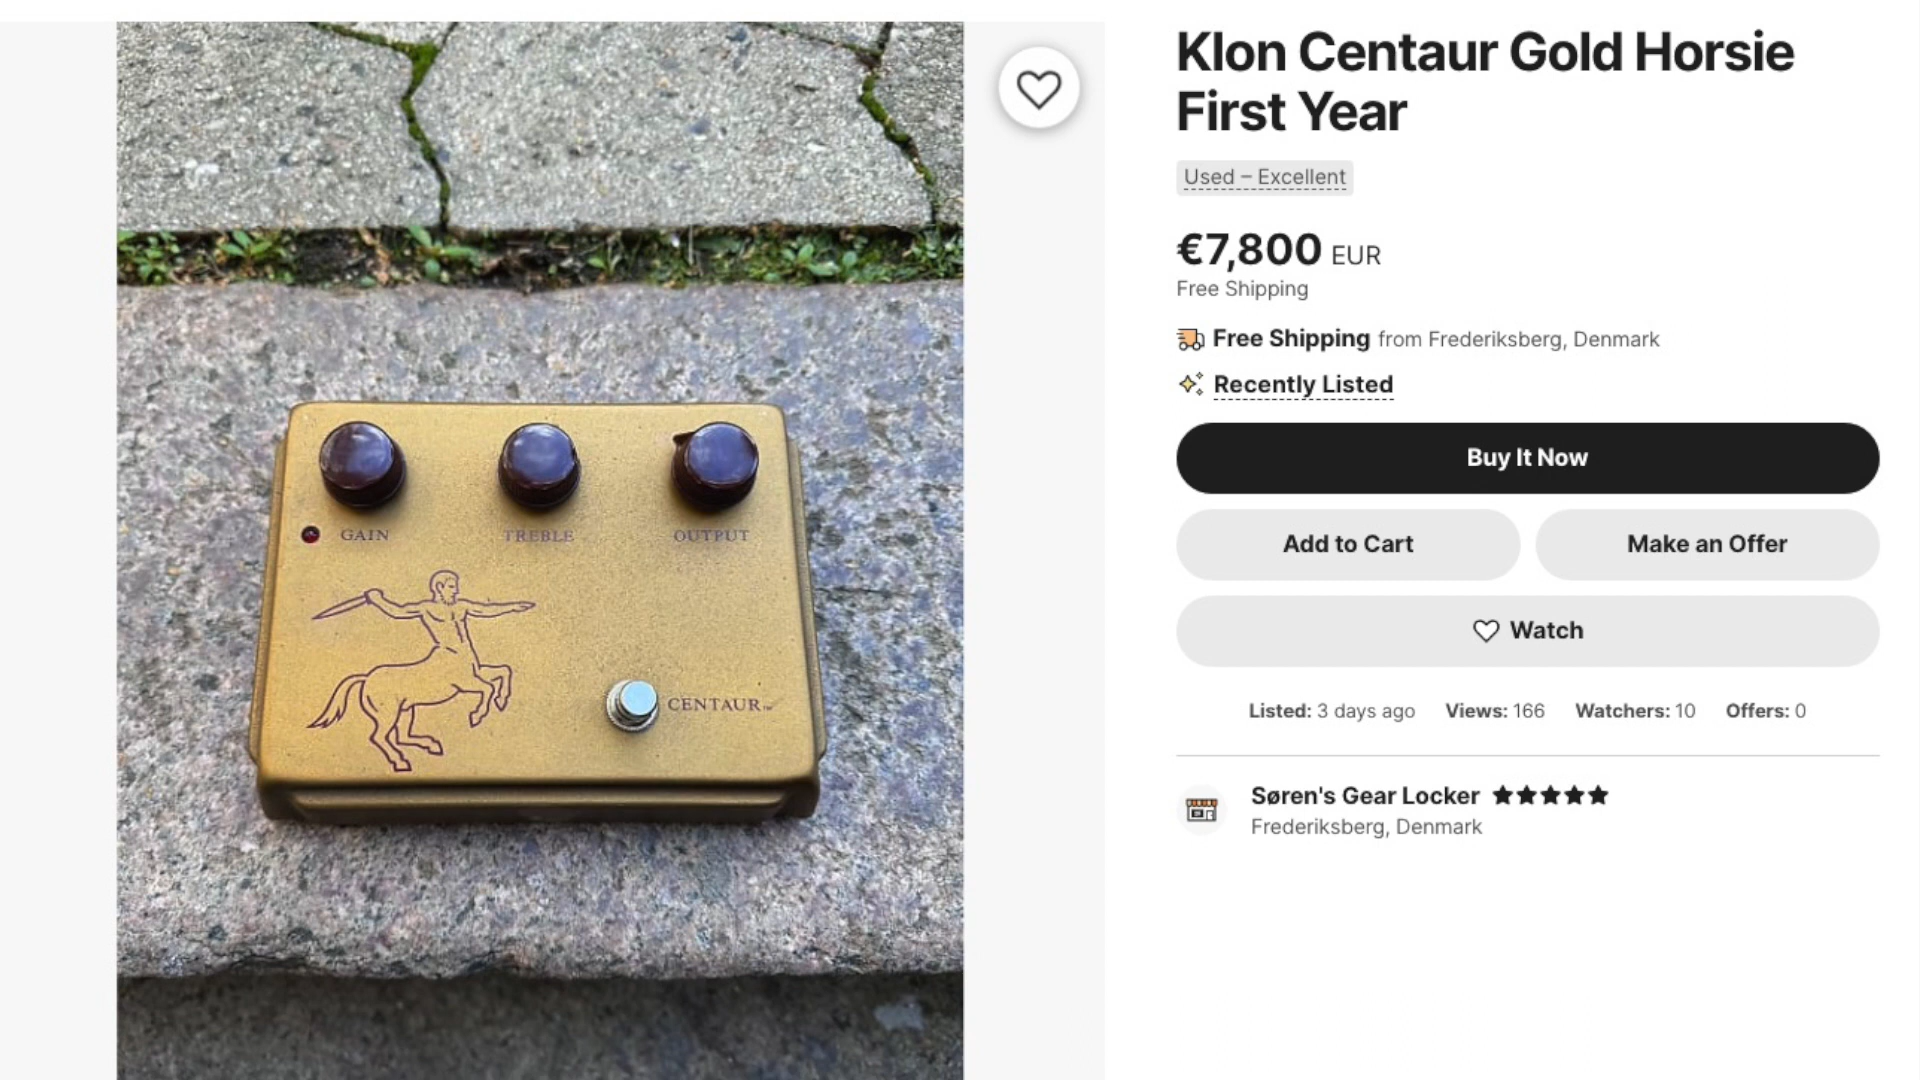 Klon Centaur Gold Horsie
First Year
Used – Excellent
€7,800 EUR
Free Shipping
Free Shipping from Frederiksberg, Denmark
Recently Listed
Buy It Now
Add to Cart
Make an Offer
Watch
Listed: 3 days ago Views: 166 Watchers: 10 Offers: 0
Søren's Gear Locker ★★★★★
Frederiksberg, Denmark
GAIN TREBLE OUTPUT
CENTAUR™